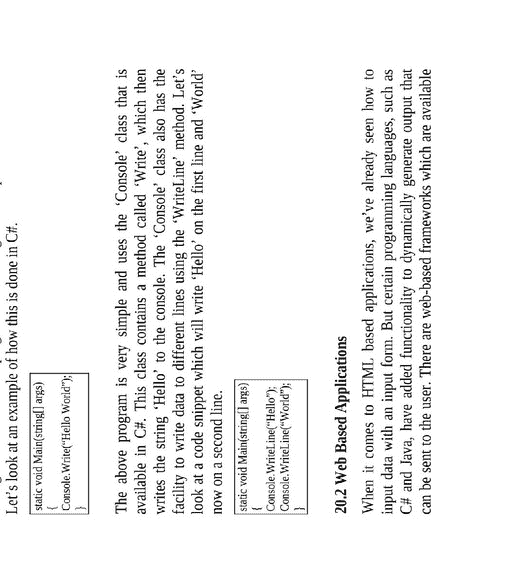 Let's look at an example of how this is done in C#.
static void Main(string[] args)
{
Console.Write("Hello World");
}
The above program is very simple and uses the 'Console' class that is
available in C#. This class contains a method called 'Write', which then
writes the string 'Hello' to the console. The 'Console' class also has the
facility to write data to different lines using the 'WriteLine' method. Let's
look at a code snippet which will write 'Hello' on the first line and 'World'
now on a second line.
static void Main(string[] args)
{
Console.WriteLine("Hello");
Console.WriteLine("World");
}
20.2 Web Based Applications
When it comes to HTML based applications, we've already seen how to
input data with an input form. But certain programming languages, such as
C# and Java, have added functionality to dynamically generate output that
can be sent to the user. There are web-based frameworks which are available